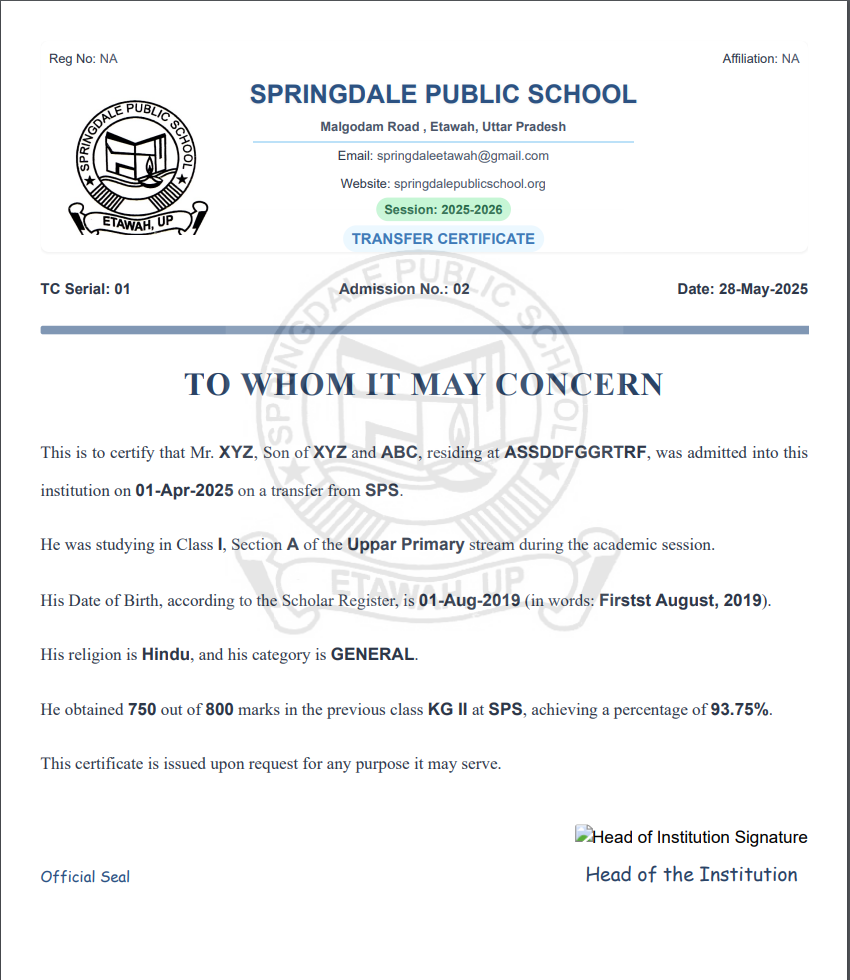 Reg No: NA
Affiliation: NA
SPRINGDALE PUBLIC SCHOOL
Malgodam Road , Etawah, Uttar Pradesh
Email: springdaleetawah@gmail.com
Website: springdalepublicschool.org
Session: 2025-2026
TRANSFER CERTIFICATE
SPRINGDALE PUBLIC SCHOOL
ETAWAH, UP
TC Serial: 01
Admission No.: 02
Date: 28-May-2025
SPRINGDALE PUBLIC SCHOOL
ETAWAH, UP
TO WHOM IT MAY CONCERN
This is to certify that Mr. XYZ, Son of XYZ and ABC, residing at ASSDDFGGRTRF, was admitted into this
institution on 01-Apr-2025 on a transfer from SPS.
He was studying in Class I, Section A of the Uppar Primary stream during the academic session.
His Date of Birth, according to the Scholar Register, is 01-Aug-2019 (in words: Firstst August, 2019).
His religion is Hindu, and his category is GENERAL.
He obtained 750 out of 800 marks in the previous class KG II at SPS, achieving a percentage of 93.75%.
This certificate is issued upon request for any purpose it may serve.
Head of Institution Signature
Official Seal
Head of the Institution